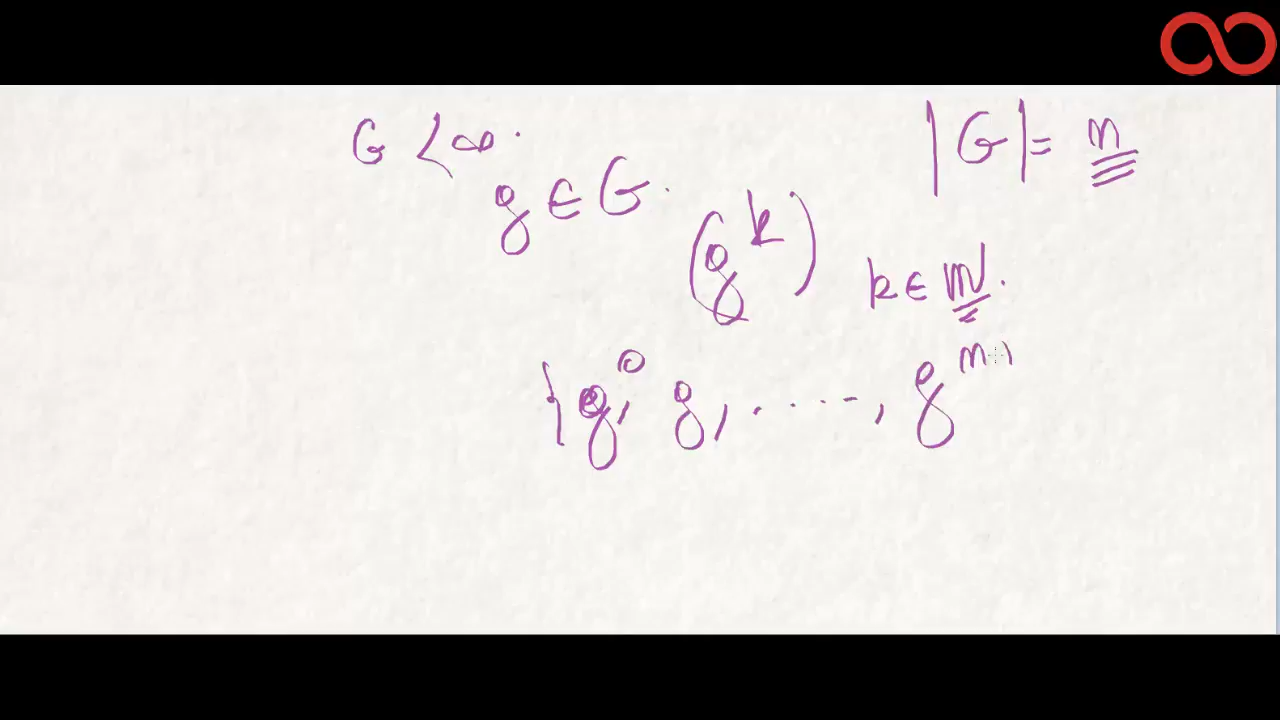 G < ∞.
|G| = n
g ∈ G.
(g^k)
k ∈ ℕ.
{g^0, g, ....-, g^{n-1}